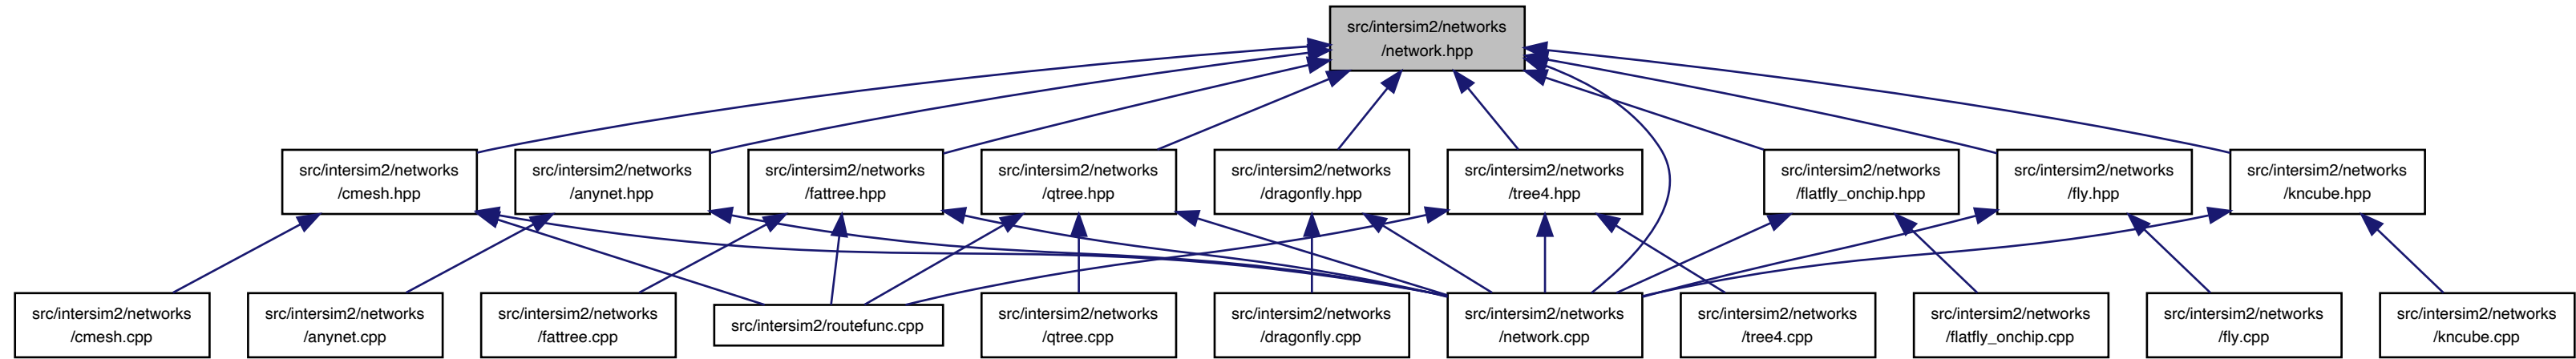 src/intersim2/networks
/network.hpp
src/intersim2/networks
/cmesh.hpp
src/intersim2/networks
/anynet.hpp
src/intersim2/networks
/fattree.hpp
src/intersim2/networks
/qtree.hpp
src/intersim2/networks
/dragonfly.hpp
src/intersim2/networks
/tree4.hpp
src/intersim2/networks
/flatfly_onchip.hpp
src/intersim2/networks
/fly.hpp
src/intersim2/networks
/kncube.hpp
src/intersim2/networks
/cmesh.cpp
src/intersim2/networks
/anynet.cpp
src/intersim2/networks
/fattree.cpp
src/intersim2/routefunc.cpp
src/intersim2/networks
/qtree.cpp
src/intersim2/networks
/dragonfly.cpp
src/intersim2/networks
/network.cpp
src/intersim2/networks
/tree4.cpp
src/intersim2/networks
/flatfly_onchip.cpp
src/intersim2/networks
/fly.cpp
src/intersim2/networks
/kncube.cpp